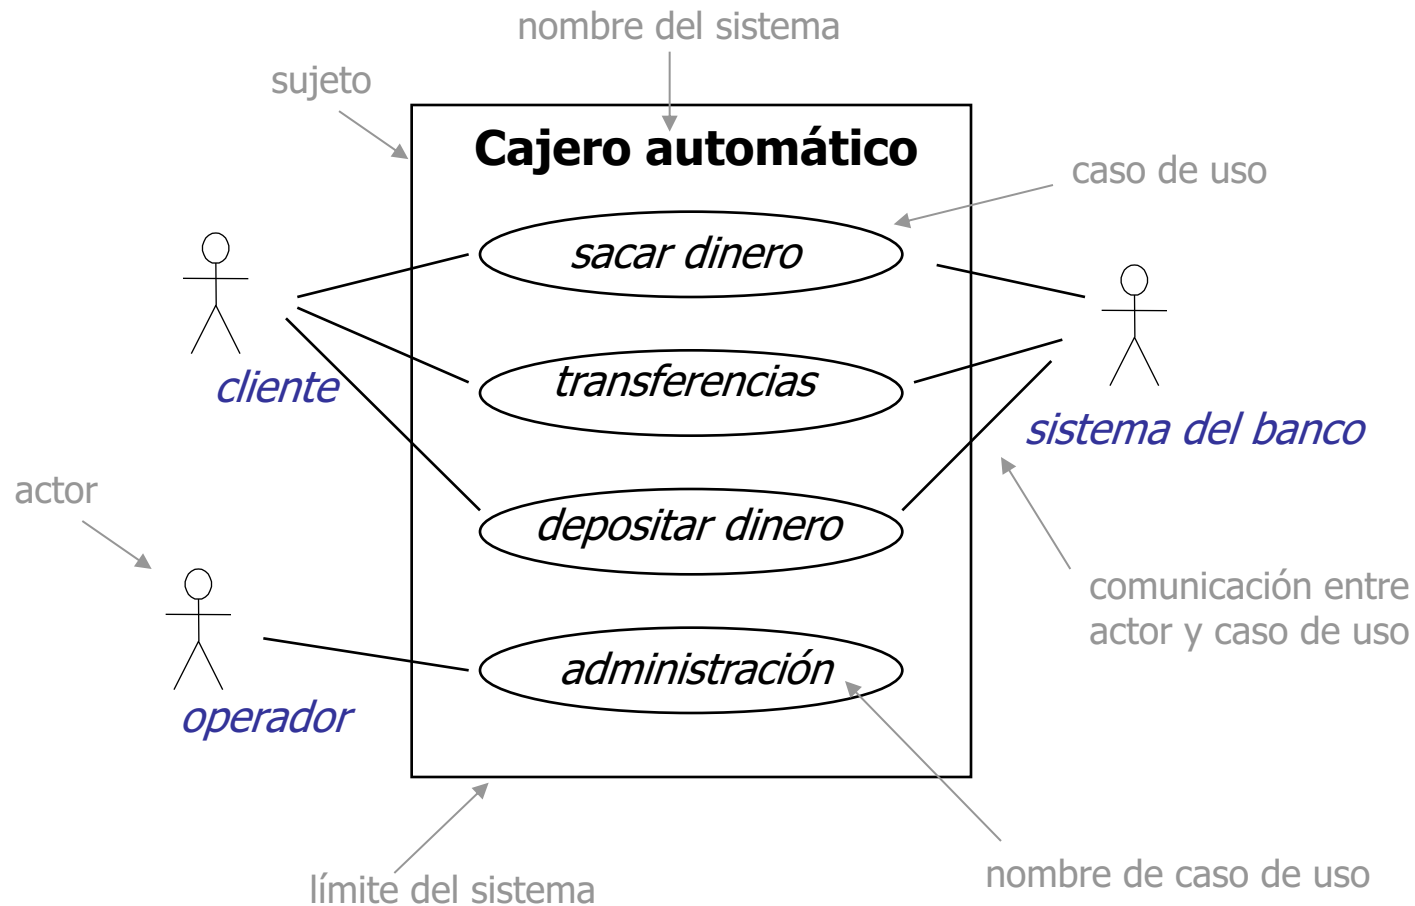 nombre del sistema
sujeto
Cajero automático
caso de uso
sacar dinero
transferencias
cliente
sistema del banco
actor
depositar dinero
comunicación entre
actor y caso de uso
administración
operador
nombre de caso de uso
límite del sistema